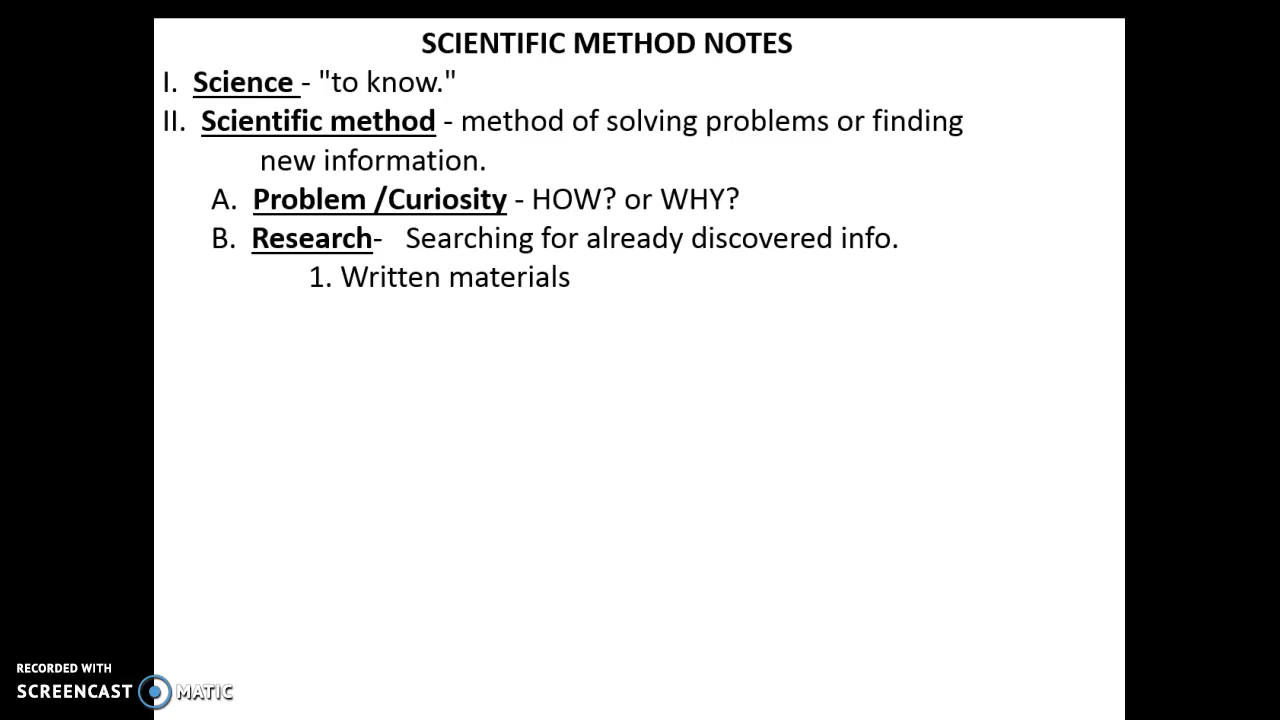 SCIENTIFIC METHOD NOTES
I. Science - "to know."
II. Scientific method - method of solving problems or finding
new information.
A. Problem /Curiosity - HOW? or WHY?
B. Research- Searching for already discovered info.
1. Written materials
RECORDED WITH
SCREENCAST MATIC